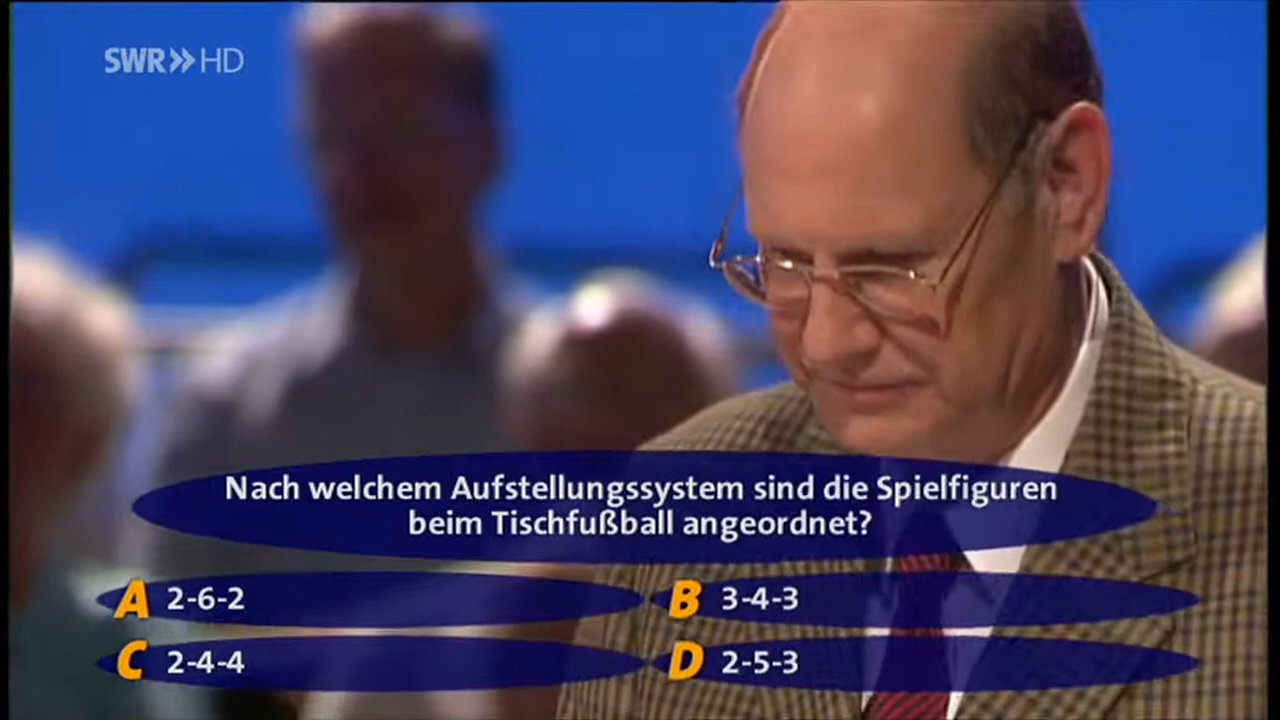 SWR>> HD
Nach welchem Aufstellungssystem sind die Spielfiguren
beim Tischfußball angeordnet?
A 2-6-2
B 3-4-3
C 2-4-4
D 2-5-3